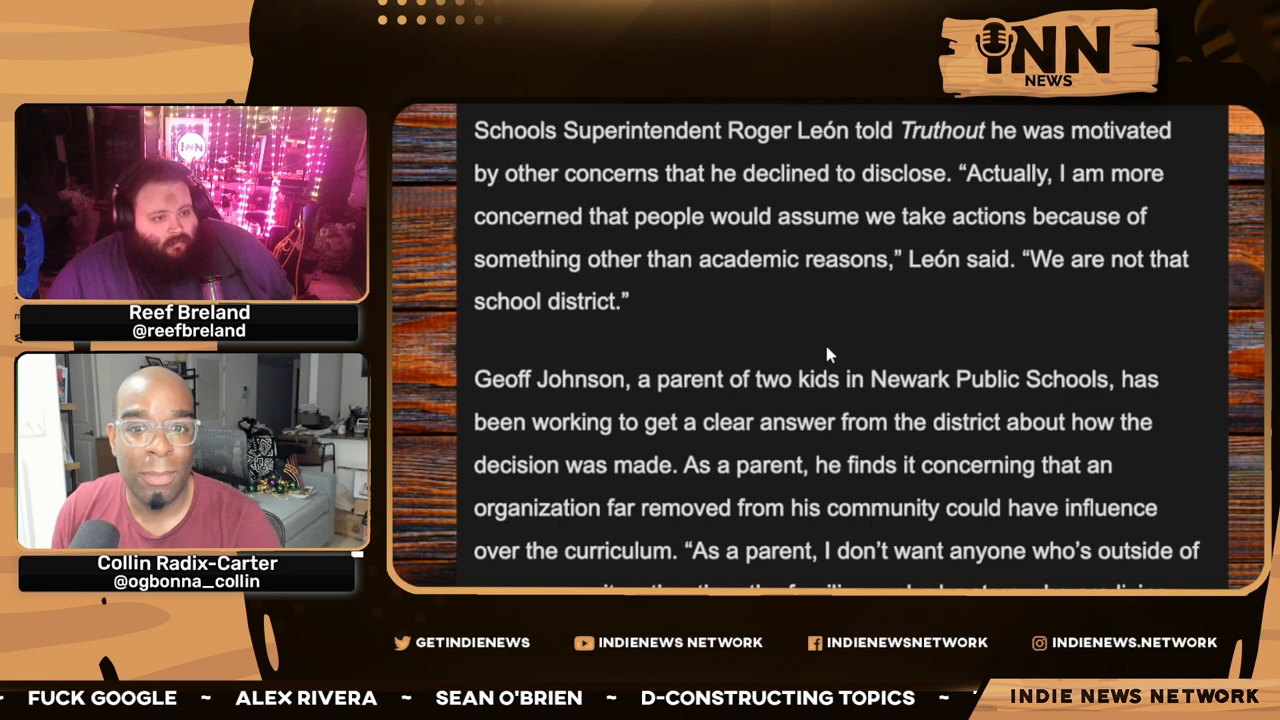 INN
NEWS
INN
Reef Breland
@reefbreland
Collin Radix-Carter
@ogbonna_collin
Schools Superintendent Roger León told Truthout he was motivated
by other concerns that he declined to disclose. “Actually, I am more
concerned that people would assume we take actions because of
something other than academic reasons,” León said. “We are not that
school district.”
Geoff Johnson, a parent of two kids in Newark Public Schools, has
been working to get a clear answer from the district about how the
decision was made. As a parent, he finds it concerning that an
organization far removed from his community could have influence
over the curriculum. “As a parent, I don’t want anyone who’s outside of
GETINDIENEWS
INDIENEWS NETWORK
INDIENEWSNETWORK
INDIENEWS.NETWORK
~ FUCK GOOGLE ~ ALEX RIVERA ~ SEAN O'BRIEN ~ D-CONSTRUCTING TOPICS ~
INDIE NEWS NETWORK